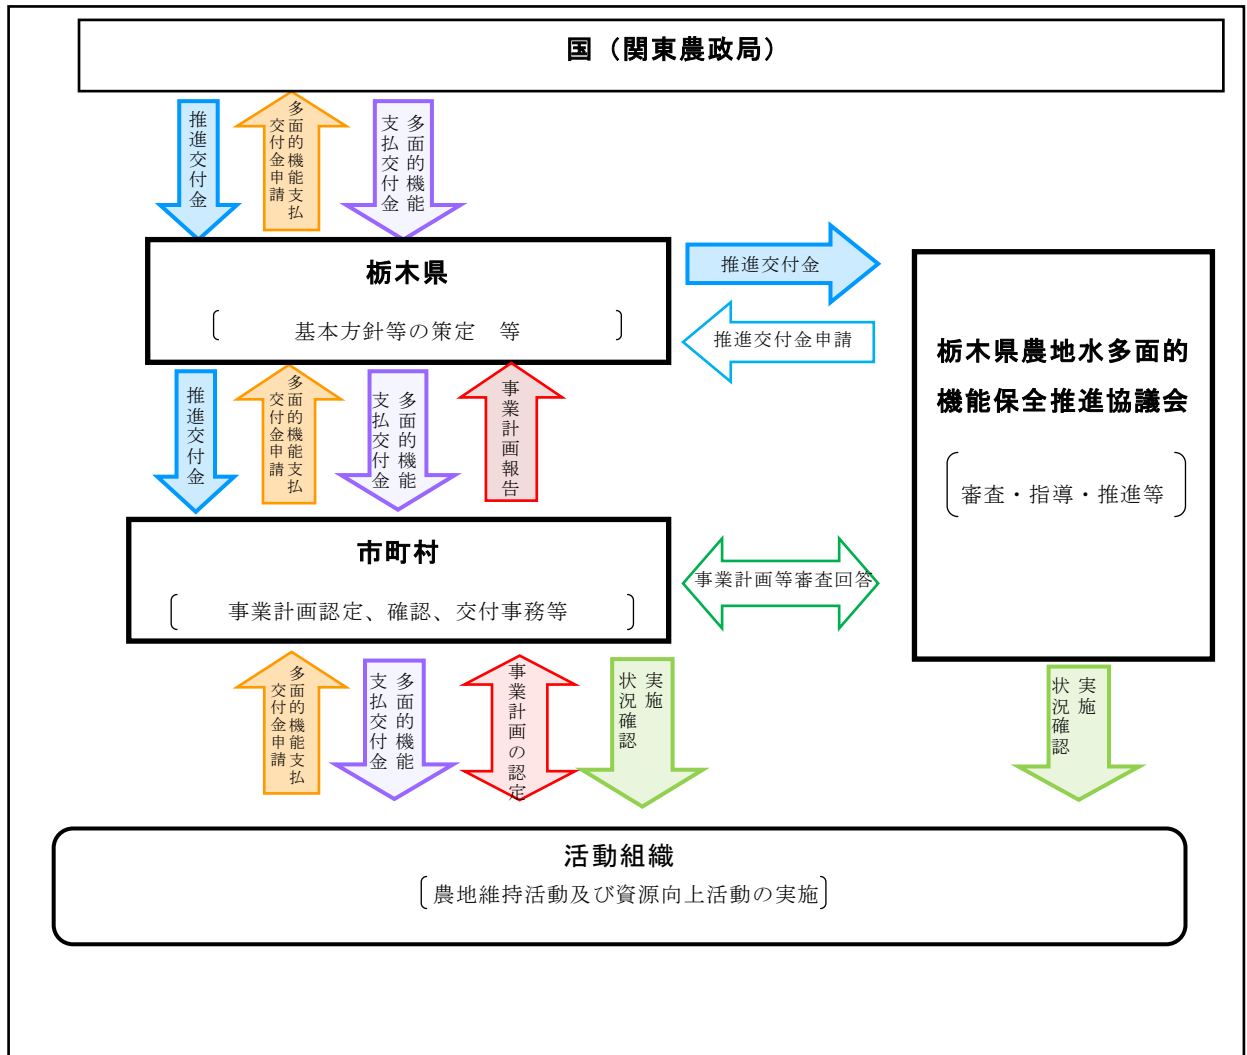 国（関東農政局）
推進交付金
多面的機能支払
交付金申請
多面的機能
支払交付金
栃木県
基本方針等の策定　等
推進交付金
推進交付金申請
栃木県農地水多面的
機能保全推進協議会
審査・指導・推進等
推進交付金
多面的機能支払
交付金申請
多面的機能
支払交付金
事業計画報告
市町村
事業計画認定、確認、交付事務等
事業計画等審査回答
多面的機能支払
交付金申請
多面的機能
支払交付金
事業計画の認定
実施
状況確認
実施
状況確認
活動組織
農地維持活動及び資源向上活動の実施